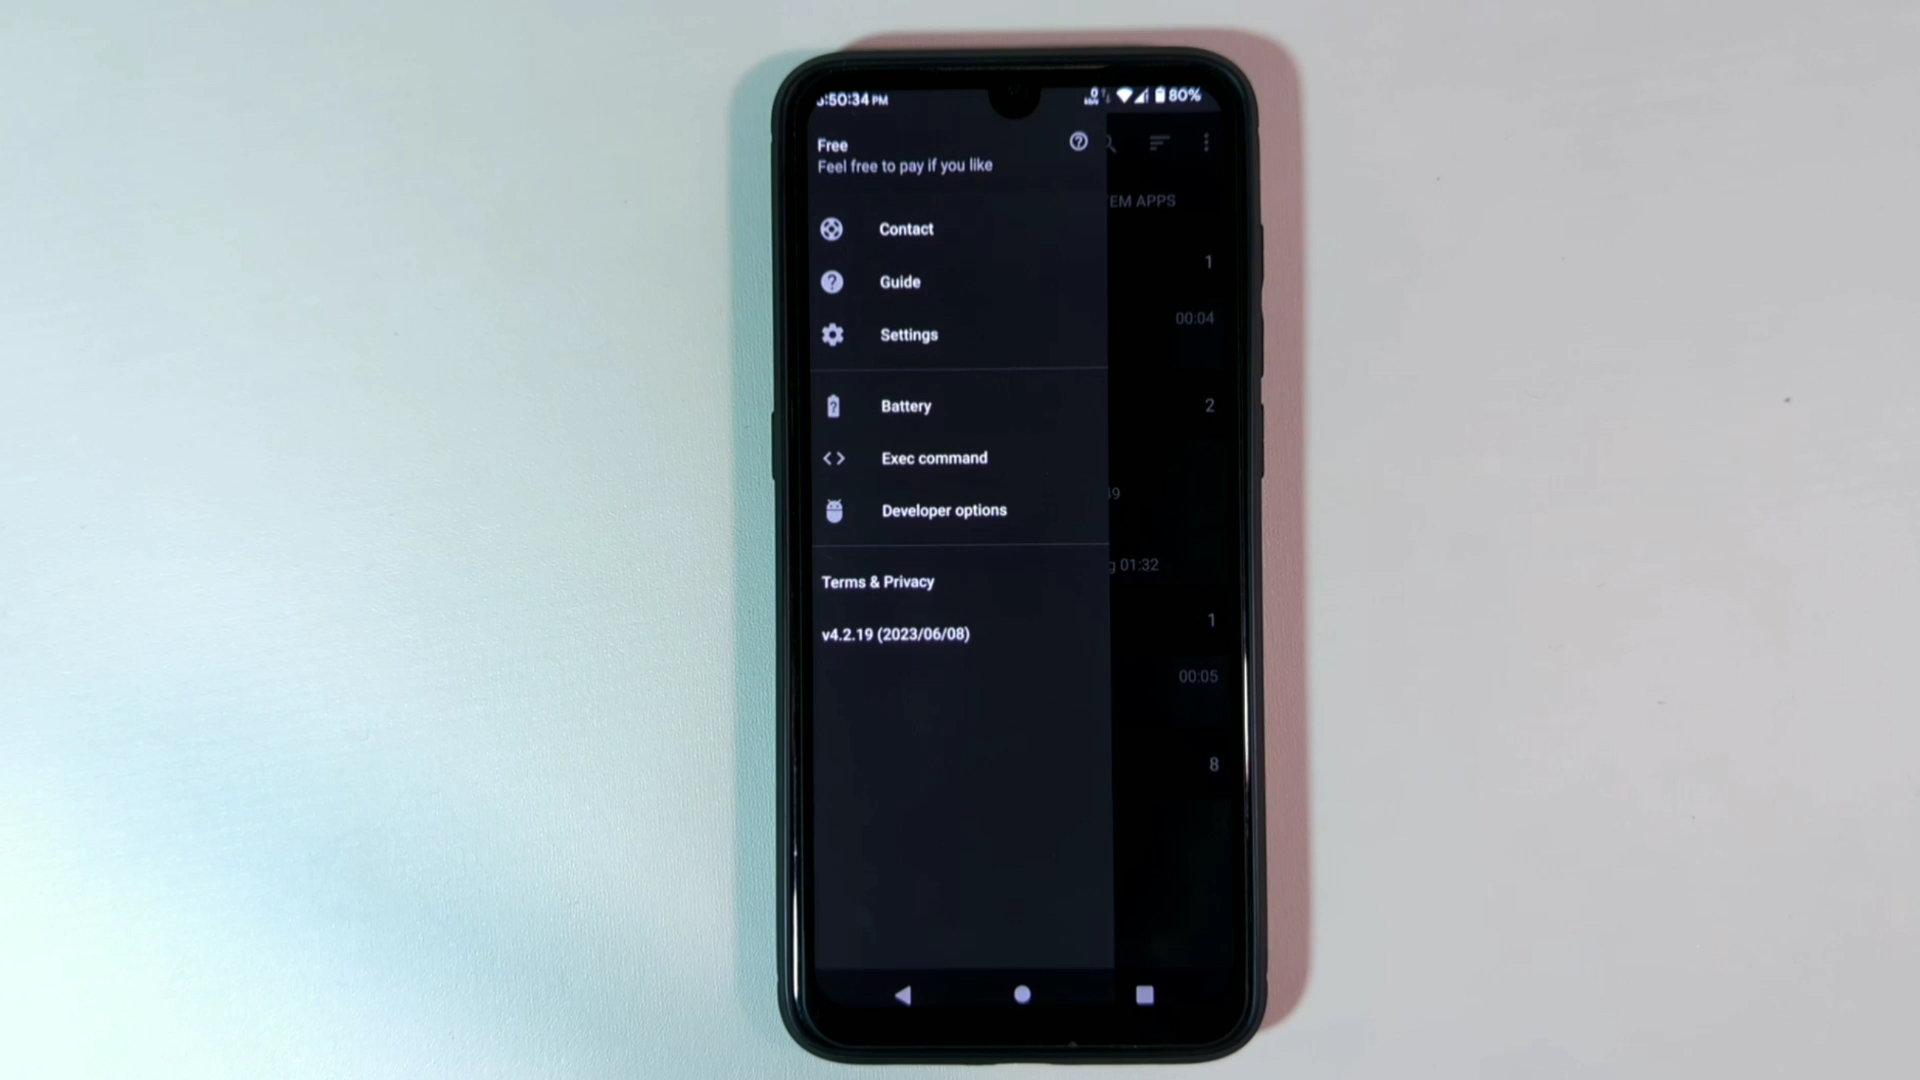 :50:34 PM 80%
Free
Feel free to pay if you like
EM APPS
Contact
1
Guide
00:04
Settings
Battery
2
Exec command
Developer options
01:32
Terms & Privacy
1
v4.2.19 (2023/06/08)
00:05
8